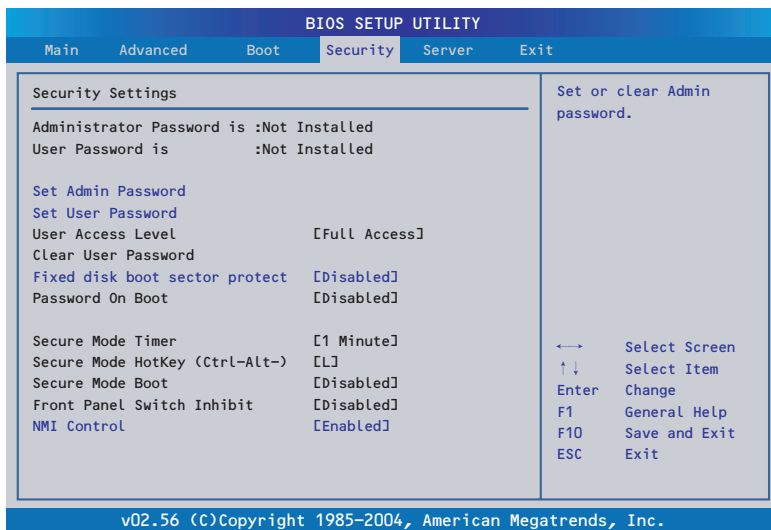 BIOS SETUP UTILITY
Main Advanced Boot Security Server Exit
Security Settings
Administrator Password is :Not Installed
User Password is :Not Installed
Set Admin Password
Set User Password
User Access Level [Full Access]
Clear User Password
Fixed disk boot sector protect [Disabled]
Password On Boot [Disabled]
Secure Mode Timer [1 Minute]
Secure Mode HotKey (Ctrl-Alt-) [L]
Secure Mode Boot [Disabled]
Front Panel Switch Inhibit [Disabled]
NMI Control [Enabled]
Set or clear Admin
password.
←→ Select Screen
↑↓ Select Item
Enter Change
F1 General Help
F10 Save and Exit
ESC Exit
v02.56 (C)Copyright 1985-2004, American Megatrends, Inc.